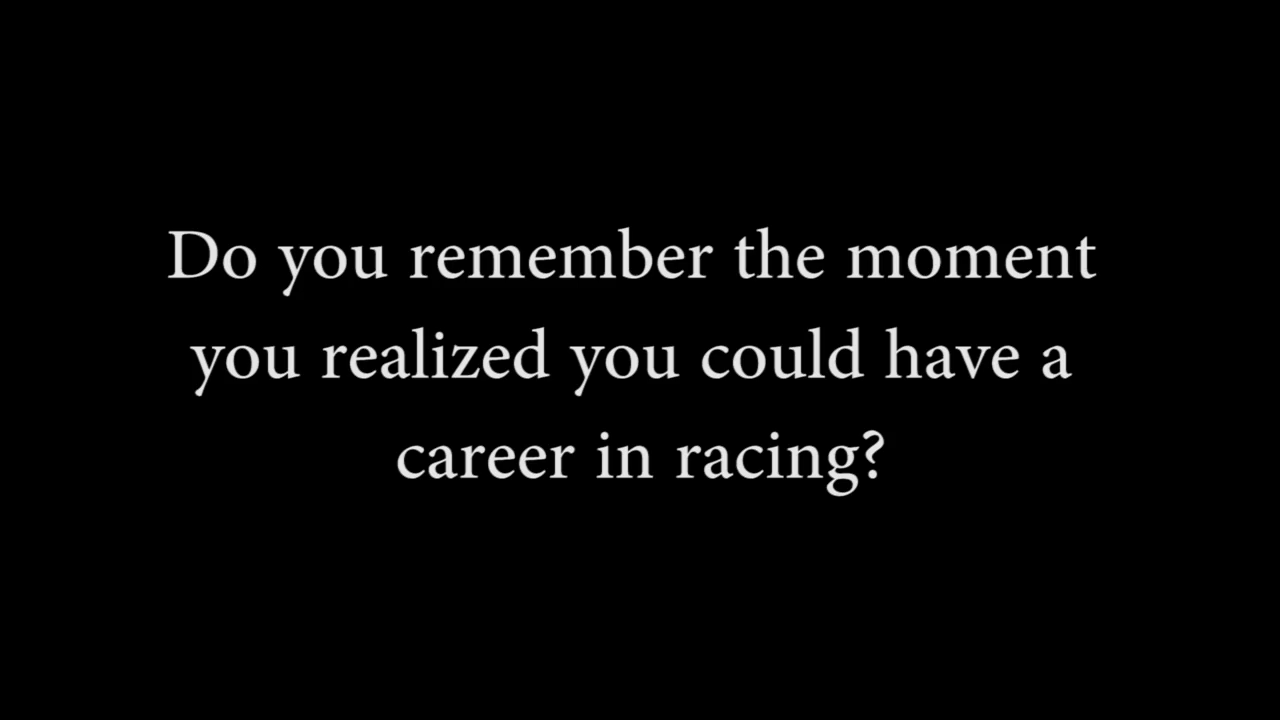 Do you remember the moment
you realized you could have a
career in racing?